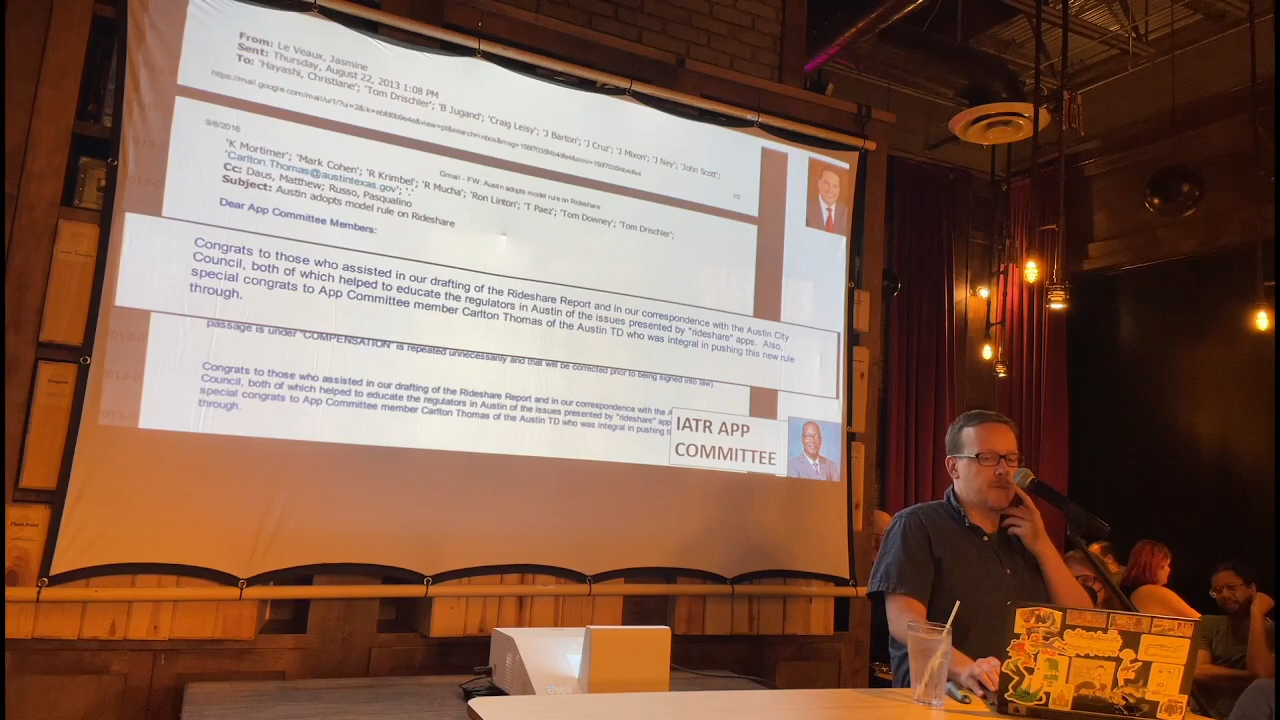 From: Le Veaux, Jasmine
Sent: Thursday, August 22, 2013 1:08 PM
To: 'Hayashi, Christiane'; 'Tom Drischler'; 'B Jugand'; 'Craig Leisy'; 'J Barton'; 'J Cruz'; 'J Mixon'; 'J Ney'; 'John Scott';
1/2
9/6/2016
Gmail - FW: Austin adopts model rule on Rideshare
'K Mortimer'; 'Mark Cohen'; 'R Krimbel'; 'R Mucha'; 'Ron Linton'; 'T Paez'; 'Tom Downey'; 'Tom Drischler';
'Carlton.Thomas@austintexas.gov'; '.'
Cc: Daus, Matthew; Russo, Pasqualino
Subject: Austin adopts model rule on Rideshare
Dear App Committee Members:
Congrats to those who assisted in our drafting of the Rideshare Report and in our correspondence with the Austin City
Council, both of which helped to educate the regulators in Austin of the issues presented by "rideshare" apps. Also,
special congrats to App Committee member Carlton Thomas of the Austin TD who was integral in pushing this new rule
through.
passage is under "COMPENSATION" is repeated unnecessarily and that will be corrected prior to being signed into law).
Congrats to those who assisted in our drafting of the Rideshare Report and in our correspondence with the A
Council, both of which helped to educate the regulators in Austin of the issues presented by "rideshare" app
special congrats to App Committee member Carlton Thomas of the Austin TD who was integral in pushing
through.
IATR APP
COMMITTEE